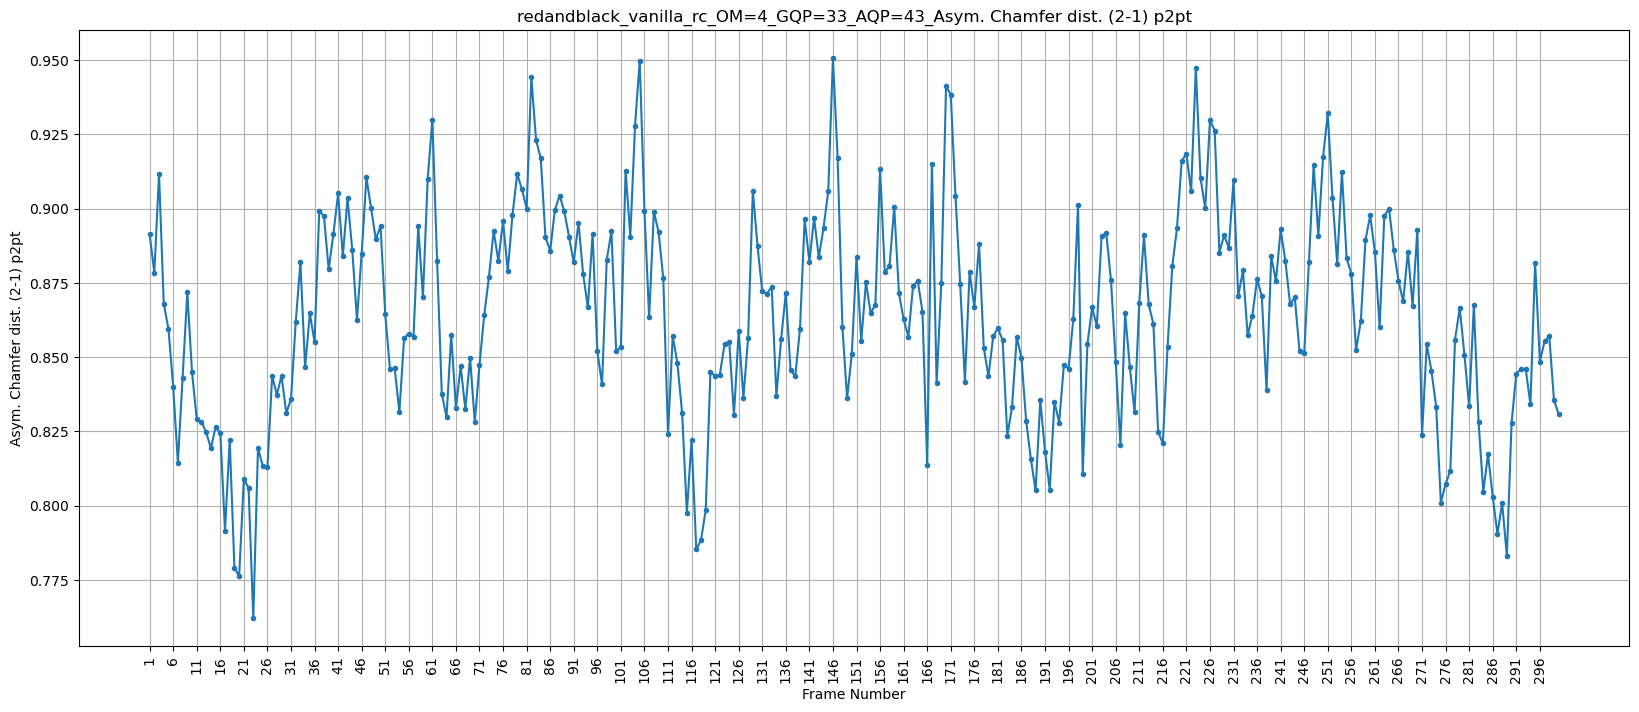 redandblack_vanilla_rc_OM=4_GQP=33_AQP=43_Asym. Chamfer dist. (2-1) p2pt
Asym. Chamfer dist. (2-1) p2pt
0.950
0.925
0.900
0.875
0.850
0.825
0.800
0.775
1 6 11 16 21 26 31 36 41 46 51 56 61 66 71 76 81 86 91 96 101 106 111 116 121 126 131 136 141 146 151 156 161 166 171 176 181 186 191 196 201 206 211 216 221 226 231 236 241 246 251 256 261 266 271 276 281 286 291 296
Frame Number